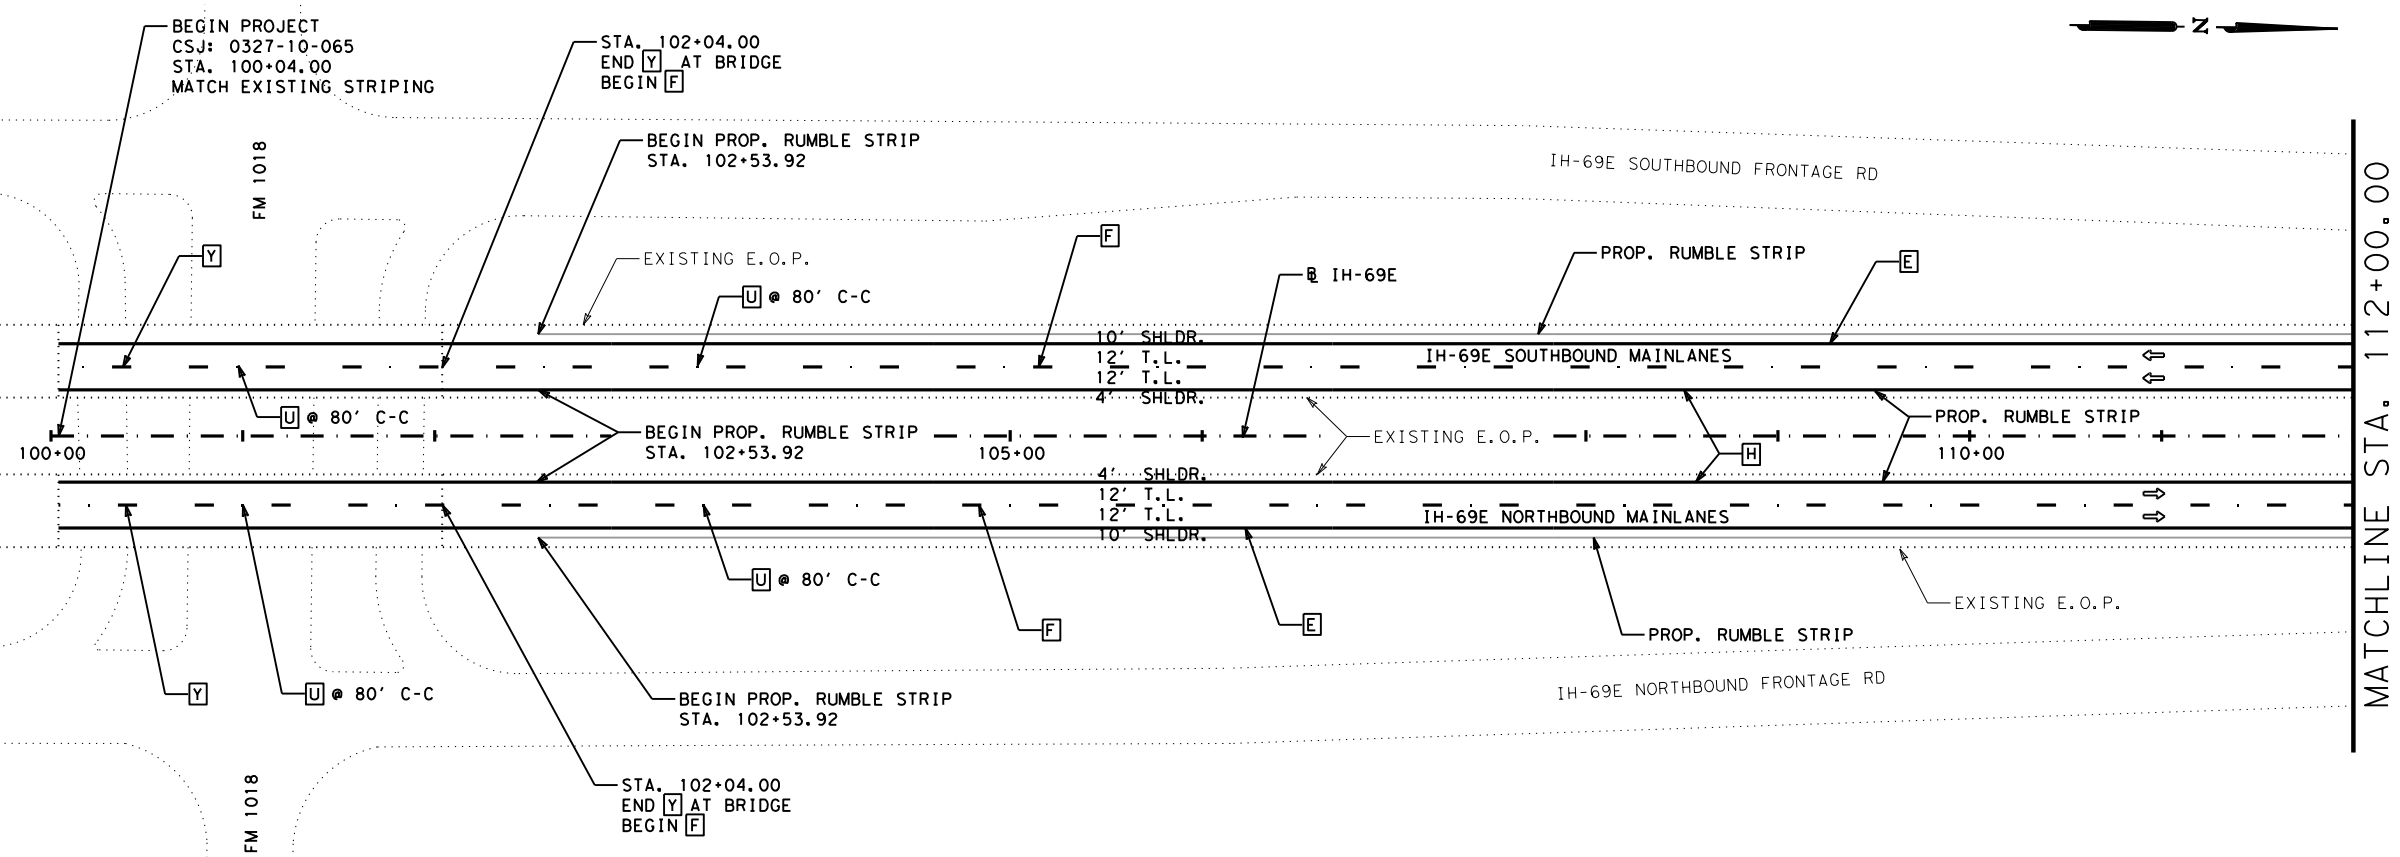 BEGIN PROJECT
CSJ: 0327-10-065
STA. 100+04.00
MATCH EXISTING STRIPING
STA. 102+04.00
END Y AT BRIDGE
BEGIN F
N
BEGIN PROP. RUMBLE STRIP
STA. 102+53.92
FM 1018
IH-69E SOUTHBOUND FRONTAGE RD
Y
EXISTING E.O.P.
U @ 80' C-C
F
℄ IH-69E
PROP. RUMBLE STRIP
E
10' SHLDR.
12' T.L.
12' T.L.
4' SHLDR.
IH-69E SOUTHBOUND MAINLANES
U @ 80' C-C
BEGIN PROP. RUMBLE STRIP
STA. 102+53.92
EXISTING E.O.P.
PROP. RUMBLE STRIP
H
100+00
105+00
110+00
4' SHLDR.
12' T.L.
12' T.L.
10' SHLDR.
IH-69E NORTHBOUND MAINLANES
U @ 80' C-C
F
E
PROP. RUMBLE STRIP
EXISTING E.O.P.
Y
U @ 80' C-C
BEGIN PROP. RUMBLE STRIP
STA. 102+53.92
IH-69E NORTHBOUND FRONTAGE RD
STA. 102+04.00
END Y AT BRIDGE
BEGIN F
FM 1018
MATCHLINE STA. 112+00.00